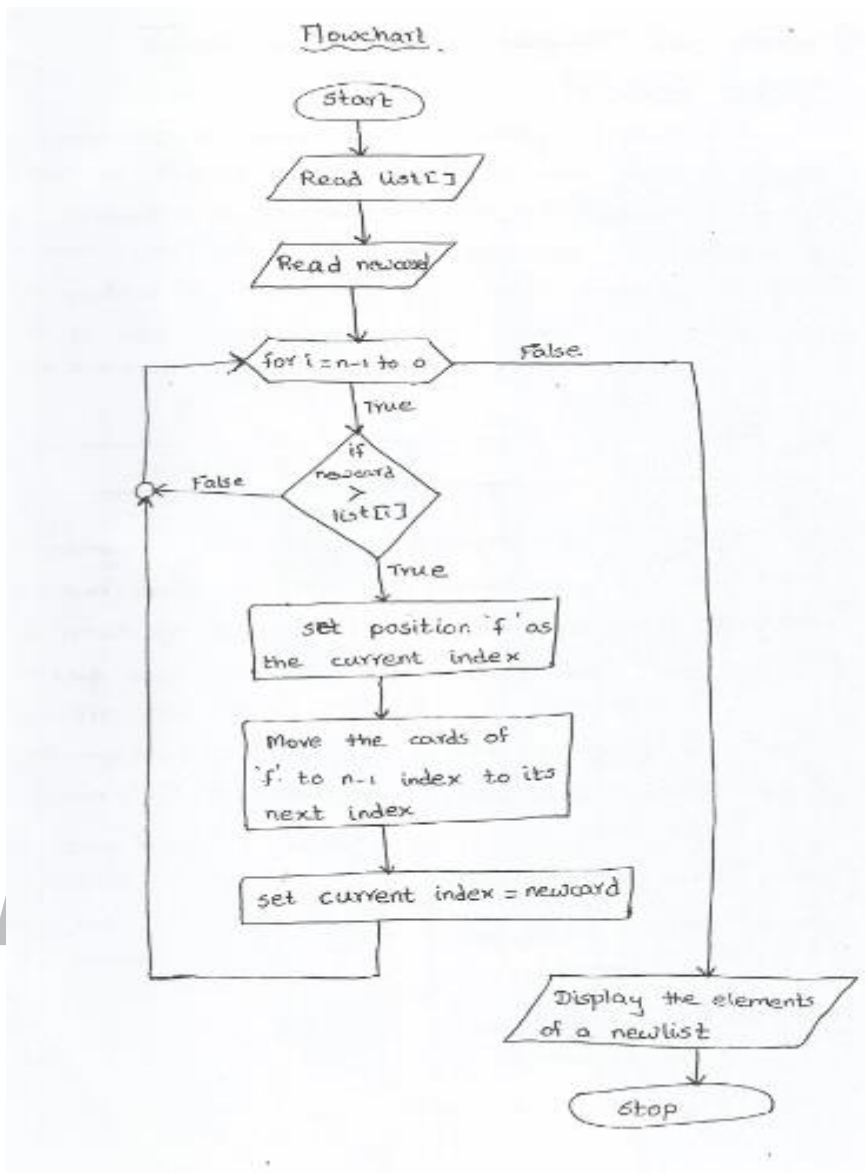 Flowchart
start
Read list[]
Read newcard
for i = n-1 to 0
False
True
if
newcard
>
list[i]
False
True
set position 'f' as
the current index
Move the cards of
'f' to n-1 index to its
next index
set current index = newcard
Display the elements
of a newlist
stop